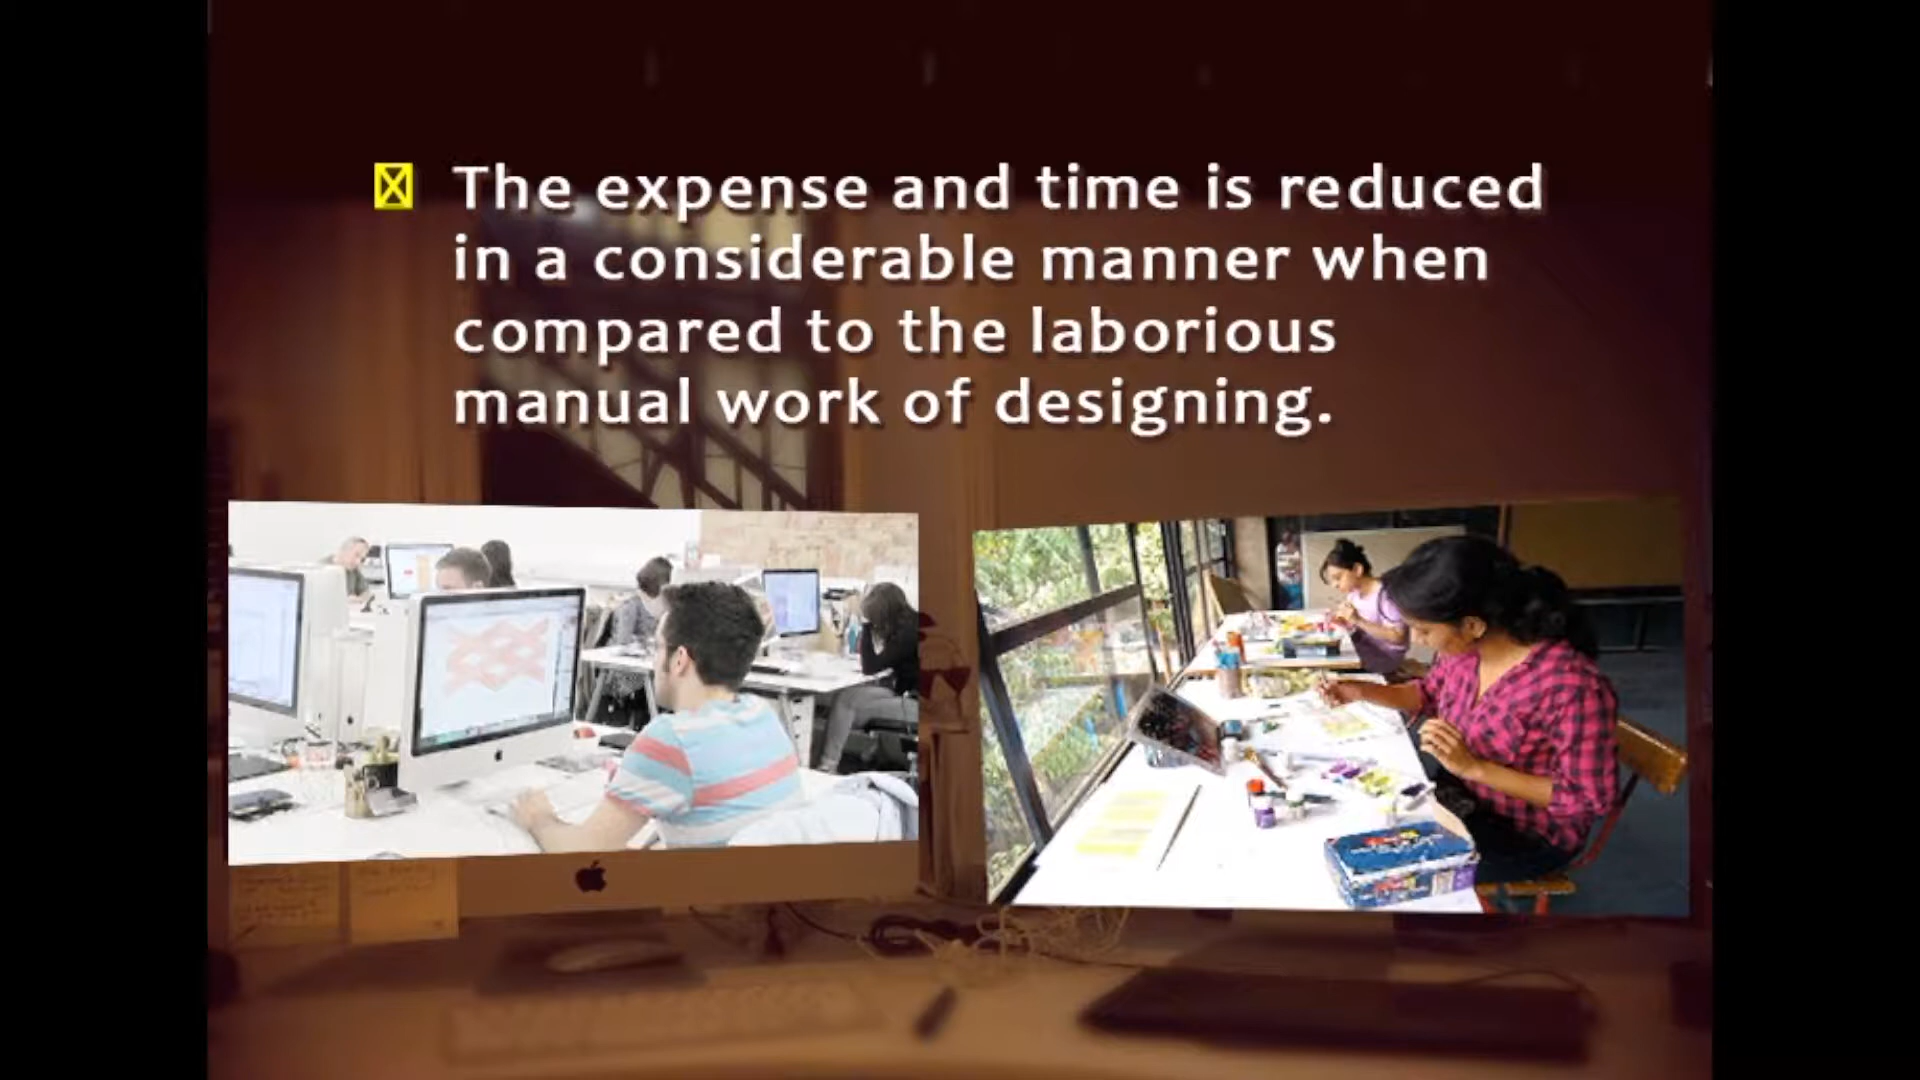 The expense and time is reduced
in a considerable manner when
compared to the laborious
manual work of designing.